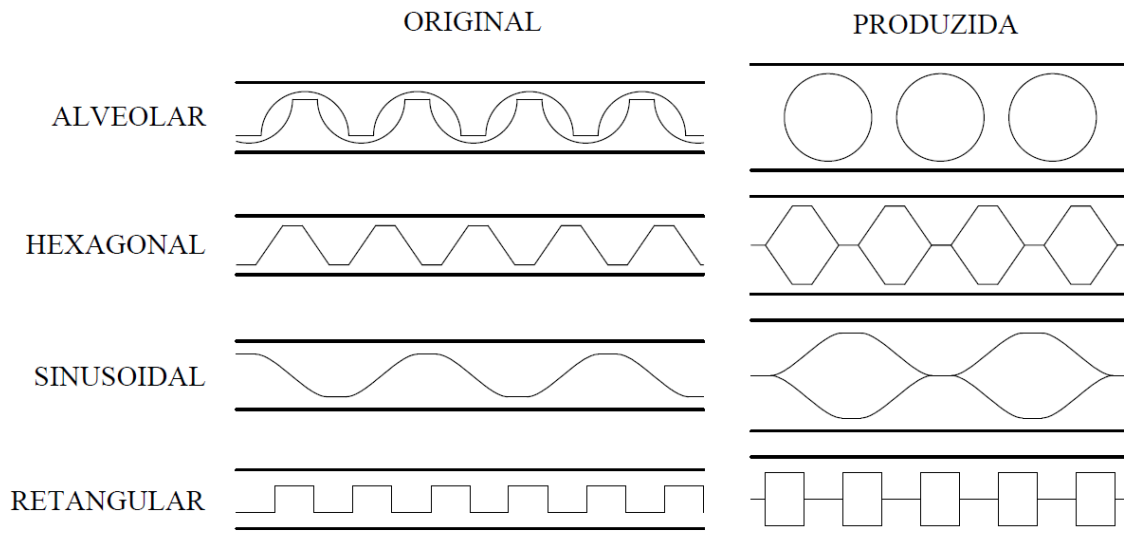 ORIGINAL
PRODUZIDA
ALVEOLAR
HEXAGONAL
SINUSOIDAL
RETANGULAR